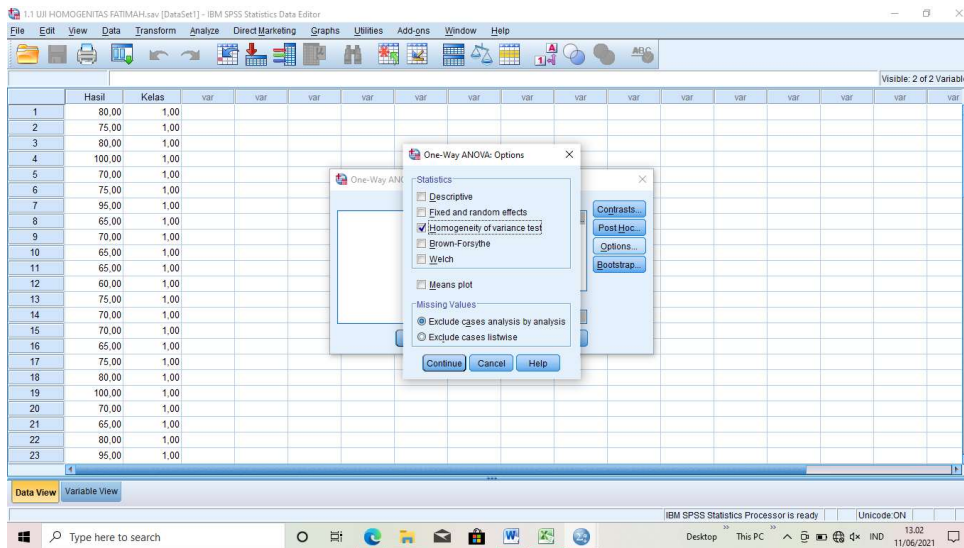 1.1 UJI HOMOGENITAS FATIMAH.sav [DataSet1] - IBM SPSS Statistics Data Editor
File Edit View Data Transform Analyze Direct Marketing Graphs Utilities Add-ons Window Help
Visible: 2 of 2 Variabl
Hasil Kelas var var var var var var var var var var var var var var var
1 80,00 1,00
2 75,00 1,00
3 80,00 1,00
4 100,00 1,00
5 70,00 1,00
6 75,00 1,00
7 95,00 1,00
8 65,00 1,00
9 70,00 1,00
10 65,00 1,00
11 65,00 1,00
12 60,00 1,00
13 75,00 1,00
14 70,00 1,00
15 70,00 1,00
16 65,00 1,00
17 75,00 1,00
18 80,00 1,00
19 100,00 1,00
20 70,00 1,00
21 65,00 1,00
22 80,00 1,00
23 95,00 1,00
One-Way ANO
Contrasts...
Post Hoc...
Options...
Bootstrap...
One-Way ANOVA: Options
Statistics
Descriptive
Fixed and random effects
Homogeneity of variance test
Brown-Forsythe
Welch
Means plot
Missing Values
Exclude cases analysis by analysis
Exclude cases listwise
Continue Cancel Help
Data View Variable View
IBM SPSS Statistics Processor is ready Unicode:ON
Type here to search
Desktop This PC IND 13.02
11/06/2021